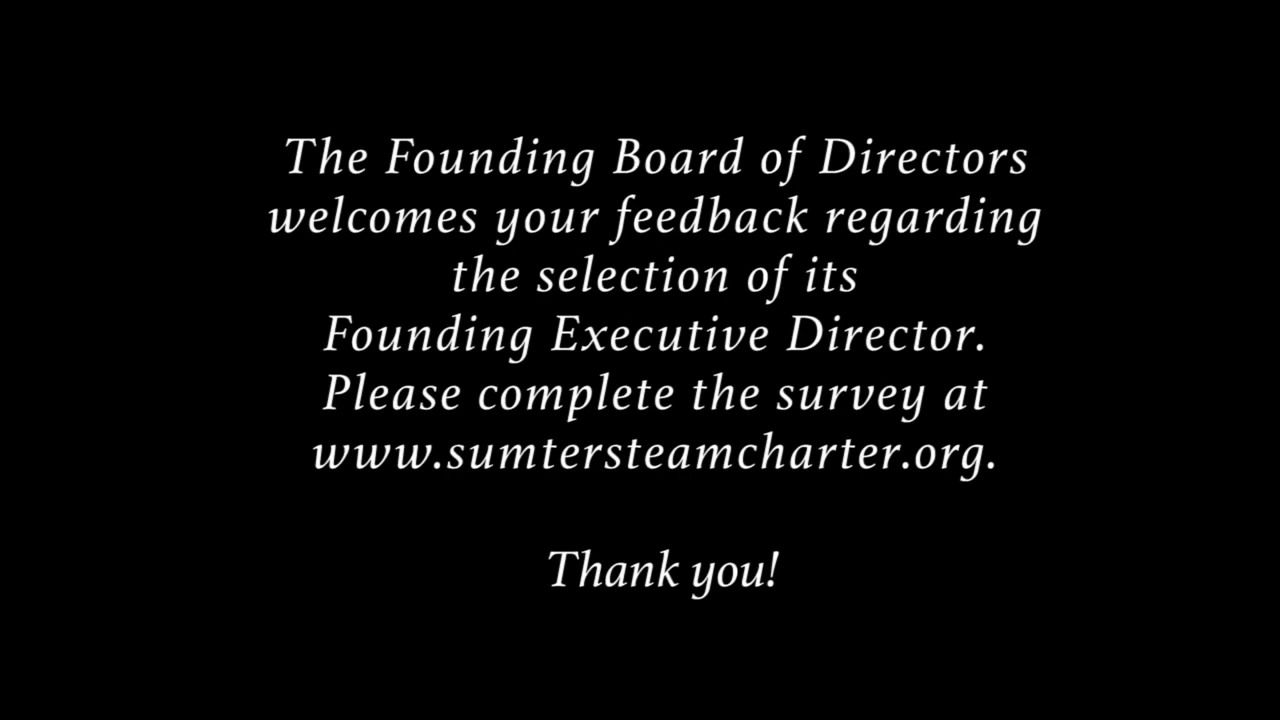 The Founding Board of Directors
welcomes your feedback regarding
the selection of its
Founding Executive Director.
Please complete the survey at
www.sumtersteamcharter.org.
Thank you!